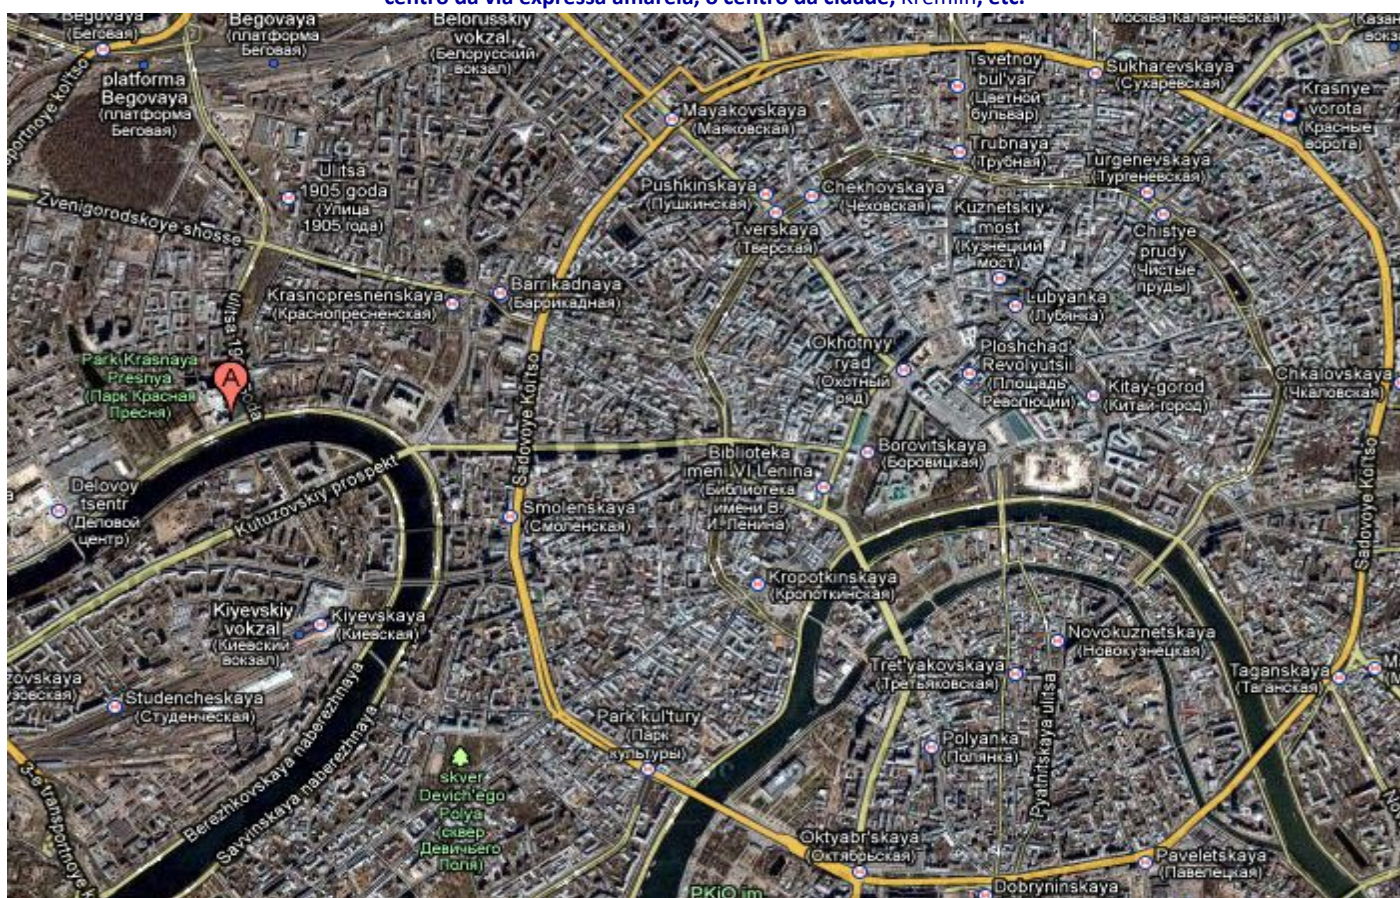 centro da via expressa amarela, o centro da cidade, Kremlin, etc.
Begovaya
(Беговая)
Begovaya
(платформа
Беговая)
Belorusskiy
vokzal
(Белорусский
вокзал)
platforma
Begovaya
(платформа
Беговая)
Mayakovskaya
(Маяковская)
Tsvetnoy
bul'var
(Цветной
бульвар)
Sukharevskaya
(Сухаревская)
Krasnye
vorota
(Красные
ворота)
Ulitsa
1905 goda
(Улица
1905 года)
Zvenigorodskoye shosse
Pushkinskaya
(Пушкинская)
Chekhovskaya
(Чеховская)
Tverskaya
(Тверская)
Trubnaya
(Трубная)
Turgenevskaya
(Тургеневская)
Kuznetskiy
most
(Кузнецкий
мост)
Chistye
prudy
(Чистые
пруды)
Krasnopresnenskaya
(Краснопресненская)
Barrikadnaya
(Баррикадная)
Lubyanka
(Лубянка)
Park Krasnaya
Presnya
(Парк Красная
Пресня)
A
Okhotnyy
ryad
(Охотный
ряд)
Ploshchad'
Revolyutsii
(Площадь
Революции)
Kitay-gorod
(Китай-город)
Chkalovskaya
(Чкаловская)
Sadovoye Kol'tso
Delovoy
tsentr
(Деловой
центр)
Kutuzovskiy prospekt
Biblioteka
imeni VI Lenina
(Библиотека
имени В.
И. Ленина)
Borovitskaya
(Боровицкая)
Smolenskaya
(Смоленская)
Sadovoye Kol'tso
Kiyevskiy
vokzal
(Киевский
вокзал)
Kiyevskaya
(Киевская)
Kropotkinskaya
(Кропоткинская)
Studencheskaya
(Студенческая)
Berezhkovskaya naberezhnaya
Savvinskaya naberezhnaya
Park kul'tury
(Парк
культуры)
Tret'yakovskaya
(Третьяковская)
Novokuznetskaya
(Новокузнецкая)
Taganskaya
(Таганская)
Polyanka
(Полянка)
Pyatnitskaya ulitsa
skver
Devich'ego
Polya
(сквер
Девичьего
Поля)
Oktyabr'skaya
(Октябрьская)
Paveletskaya
(Павелецкая)
Dobryninskaya
PKiO im